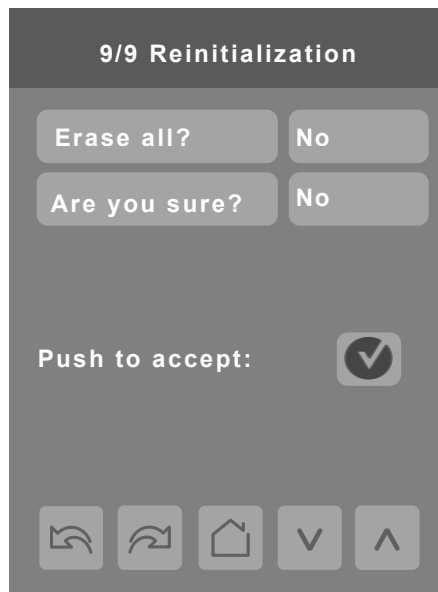 9/9 Reinitialization
Erase all? No
Are you sure? No
Push to accept: